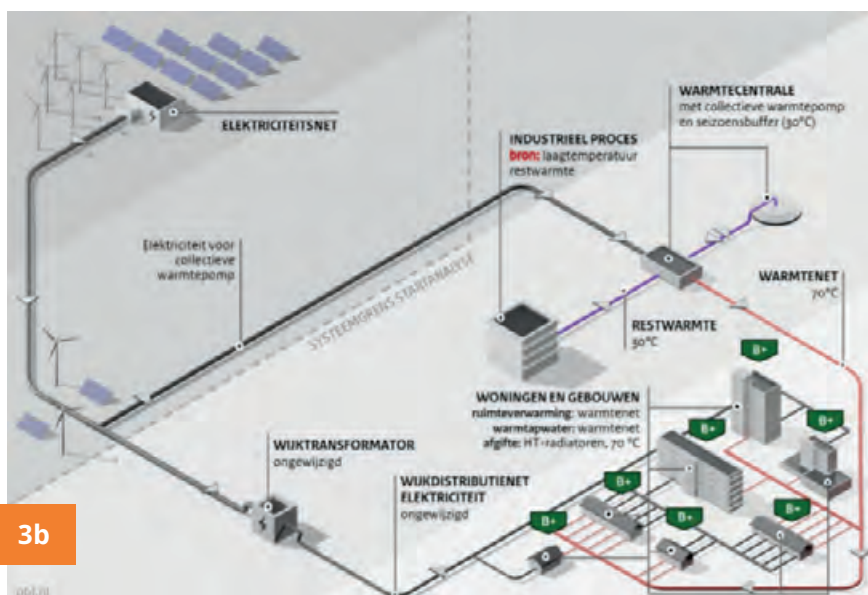 ELEKTRICITEITSNET
WARMTECENTRALE
met collectieve warmtepomp
en seizoensbuffer (30°C)
INDUSTRIEEL PROCES
bron: laagtemperatuur
restwarmte
Elektriciteit voor
collectieve
warmtepomp
SYSTEEMGRENS STARTANALYSE
WARMTENET
70°C
RESTWARMTE
30°C
B+
WONINGEN EN GEBOUWEN
ruimteverwarming: warmtenet
warmtapwater: warmtenet
afgifte: HT-radiatoren, 70 °C
B+
B+
WIJKTRANSFORMATOR
ongewijzigd
WIJKDISTRIBUTIENET
ELEKTRICITEIT
ongewijzigd
B+
B+
B+
B+
3b
pbl.nl